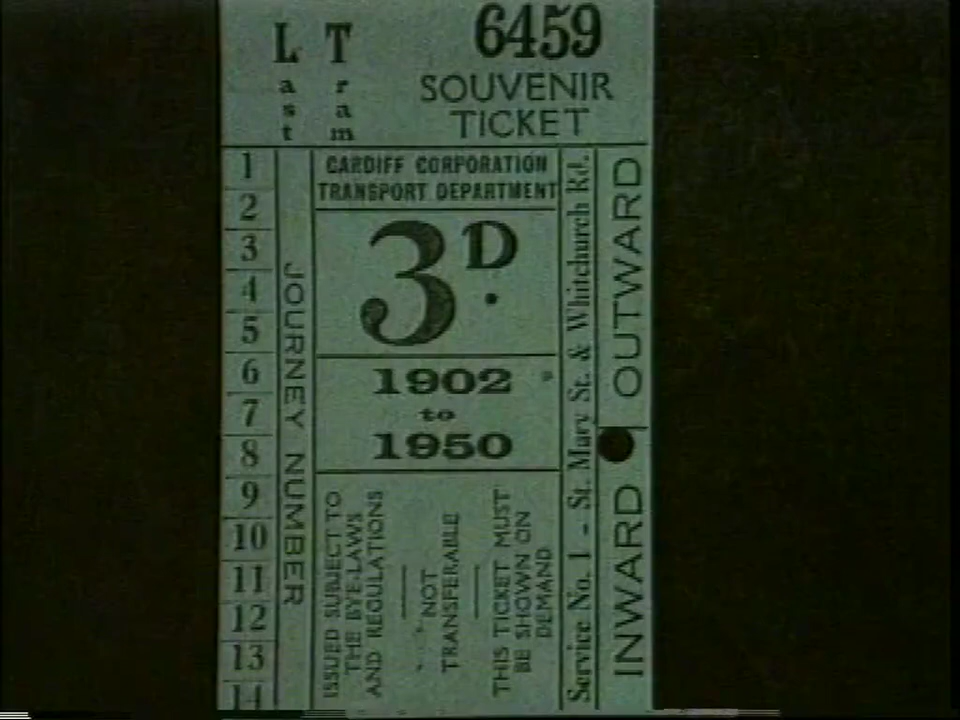 L T
a r
s a
t m
6459
SOUVENIR
TICKET
1
2
3
4
5
6
7
8
9
10
11
12
13
14
JOURNEY NUMBER
CARDIFF CORPORATION
TRANSPORT DEPARTMENT
3D.
1902
to
1950
ISSUED SUBJECT TO
THE BYE-LAWS
AND REGULATIONS
NOT
TRANSFERABLE
THIS TICKET MUST
BE SHOWN ON
DEMAND
Service No. 1 - St. Mary St. & Whitchurch Rd.
INWARD
OUTWARD